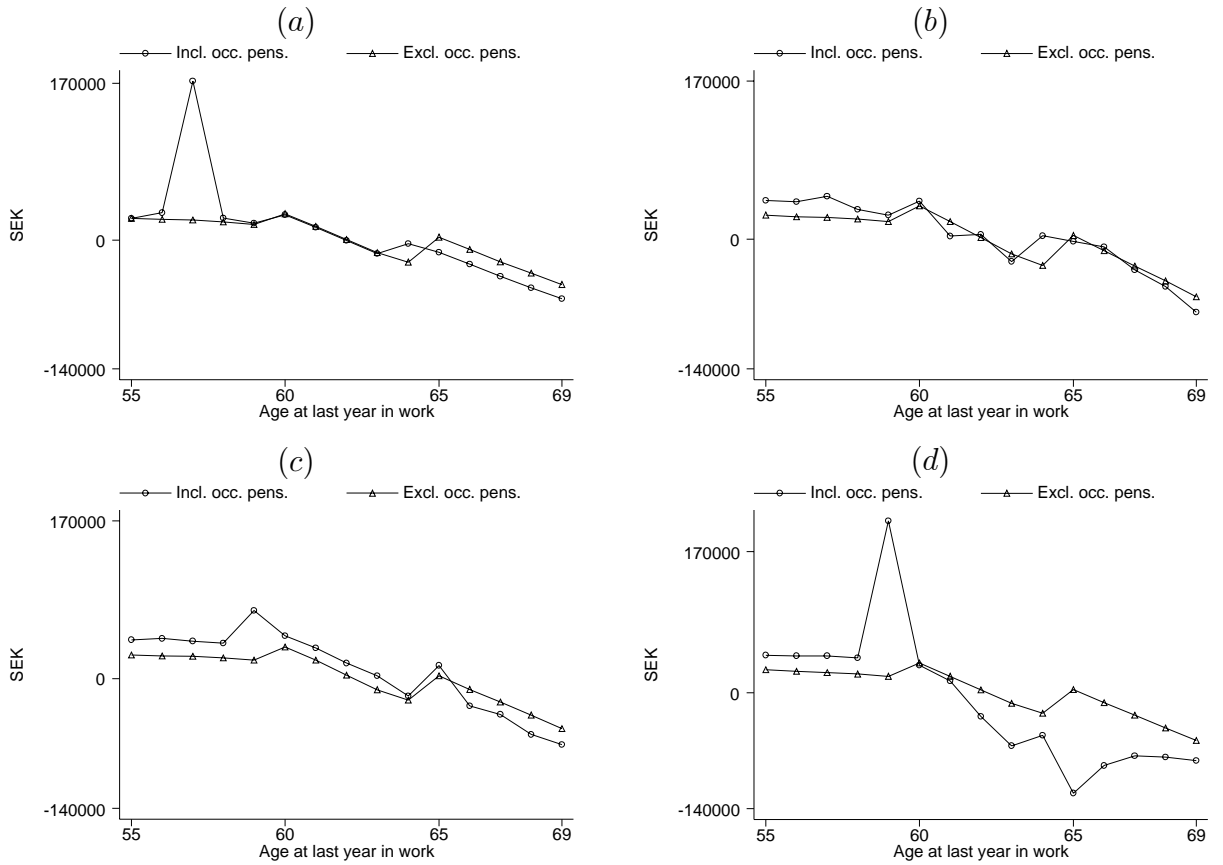 (a)
Incl. occ. pens. Excl. occ. pens.
170000
0
-140000
SEK
55 60 65 69
Age at last year in work
(b)
Incl. occ. pens. Excl. occ. pens.
170000
0
-140000
SEK
55 60 65 69
Age at last year in work
(c)
Incl. occ. pens. Excl. occ. pens.
170000
0
-140000
SEK
55 60 65 69
Age at last year in work
(d)
Incl. occ. pens. Excl. occ. pens.
170000
0
-140000
SEK
55 60 65 69
Age at last year in work